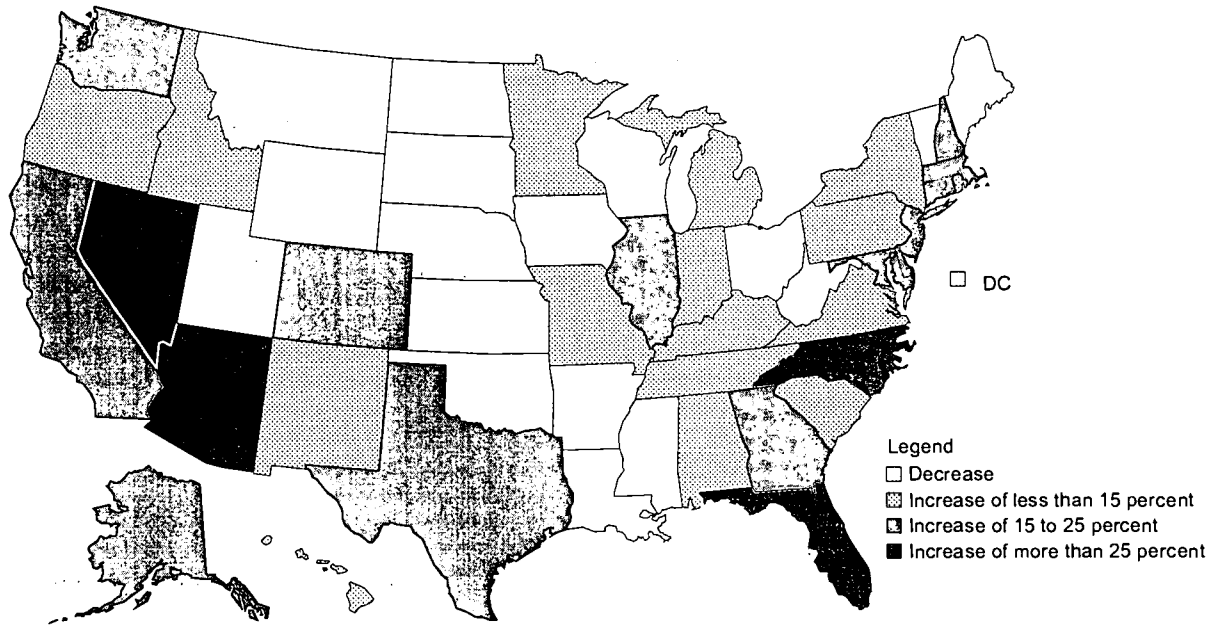 DC
Legend
Decrease
Increase of less than 15 percent
Increase of 15 to 25 percent
Increase of more than 25 percent